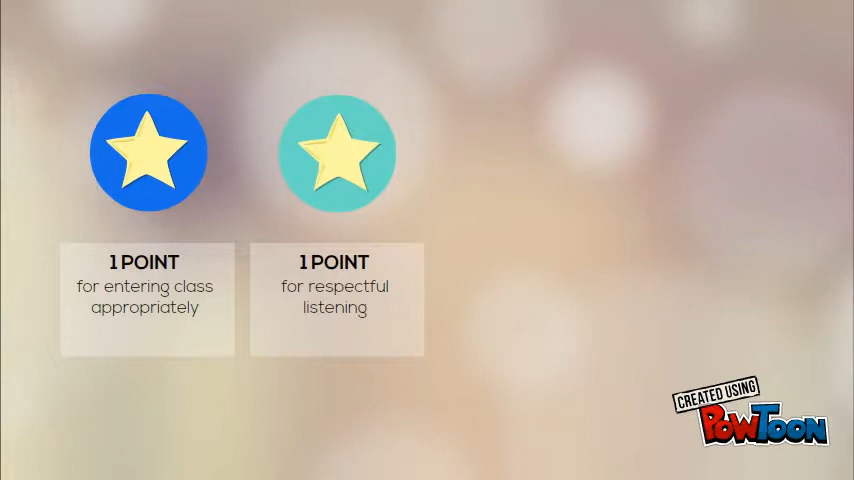 1 POINT
for entering class
appropriately
1 POINT
for respectful
listening
CREATED USING
POWTOON